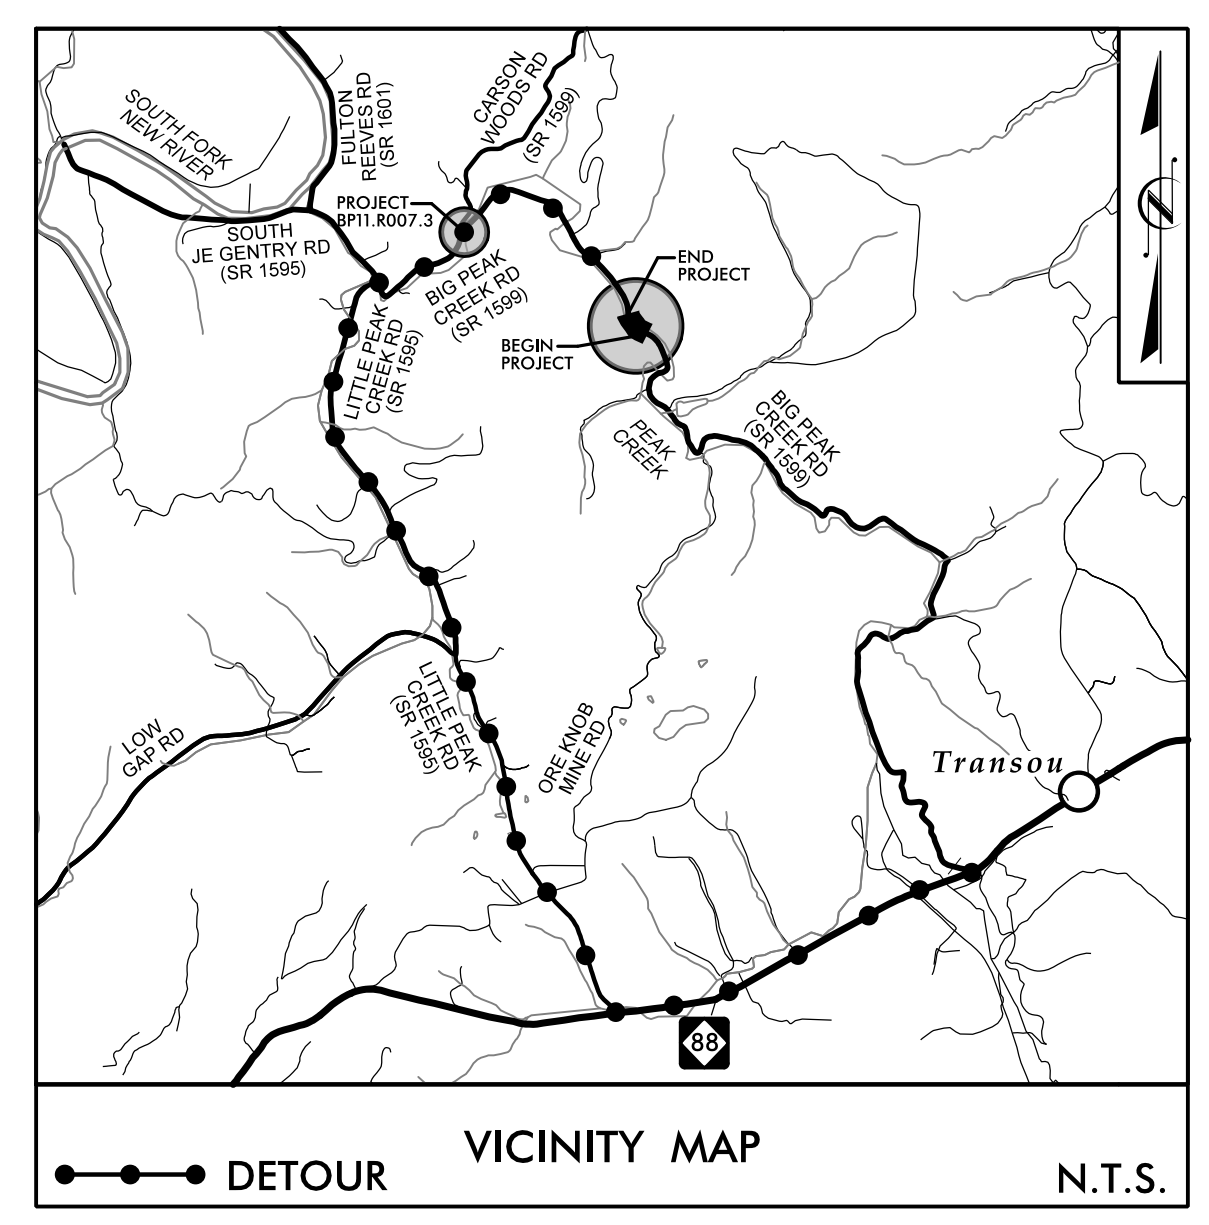 SOUTH FORK
NEW RIVER
FULTON
REEVES RD
(SR 1601)
CARSON
WOODS RD
(SR 1599)
PROJECT
BP11.R007.3
SOUTH
JE GENTRY RD
(SR 1595)
BIG PEAK
CREEK RD
(SR 1599)
END
PROJECT
N
LITTLE PEAK
CREEK RD
(SR 1595)
BEGIN
PROJECT
PEAK
CREEK
BIG PEAK
CREEK RD
(SR 1599)
LITTLE PEAK
CREEK RD
(SR 1595)
LOW
GAP RD
ORE KNOB
MINE RD
Transou
88
VICINITY MAP
DETOUR
N.T.S.